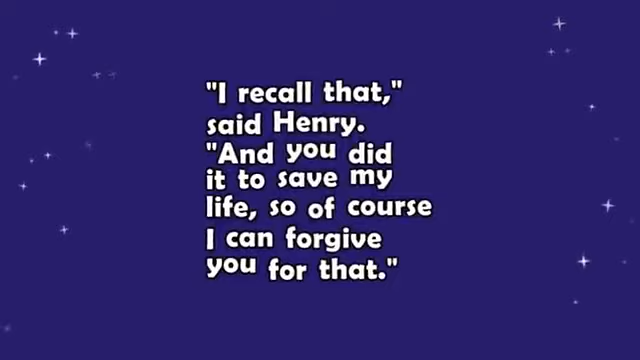 "I recall that,"
said Henry.
"And you did
it to save my
life, so of course
I can forgive
you for that."